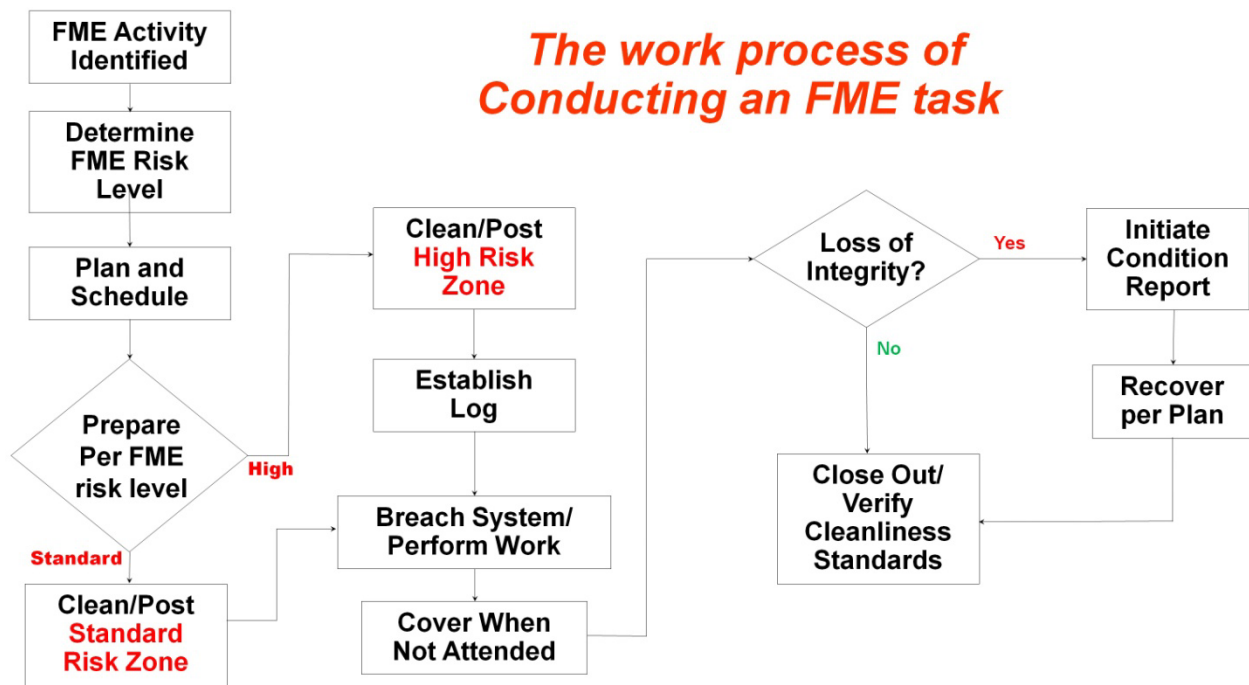 The work process of
Conducting an FME task
FME Activity
Identified
Determine
FME Risk
Level
Plan and
Schedule
Prepare
Per FME
risk level
High
Standard
Clean/Post
Standard
Risk Zone
Clean/Post
High Risk
Zone
Establish
Log
Breach System/
Perform Work
Cover When
Not Attended
Loss of
Integrity?
Yes
No
Initiate
Condition
Report
Recover
per Plan
Close Out/
Verify
Cleanliness
Standards